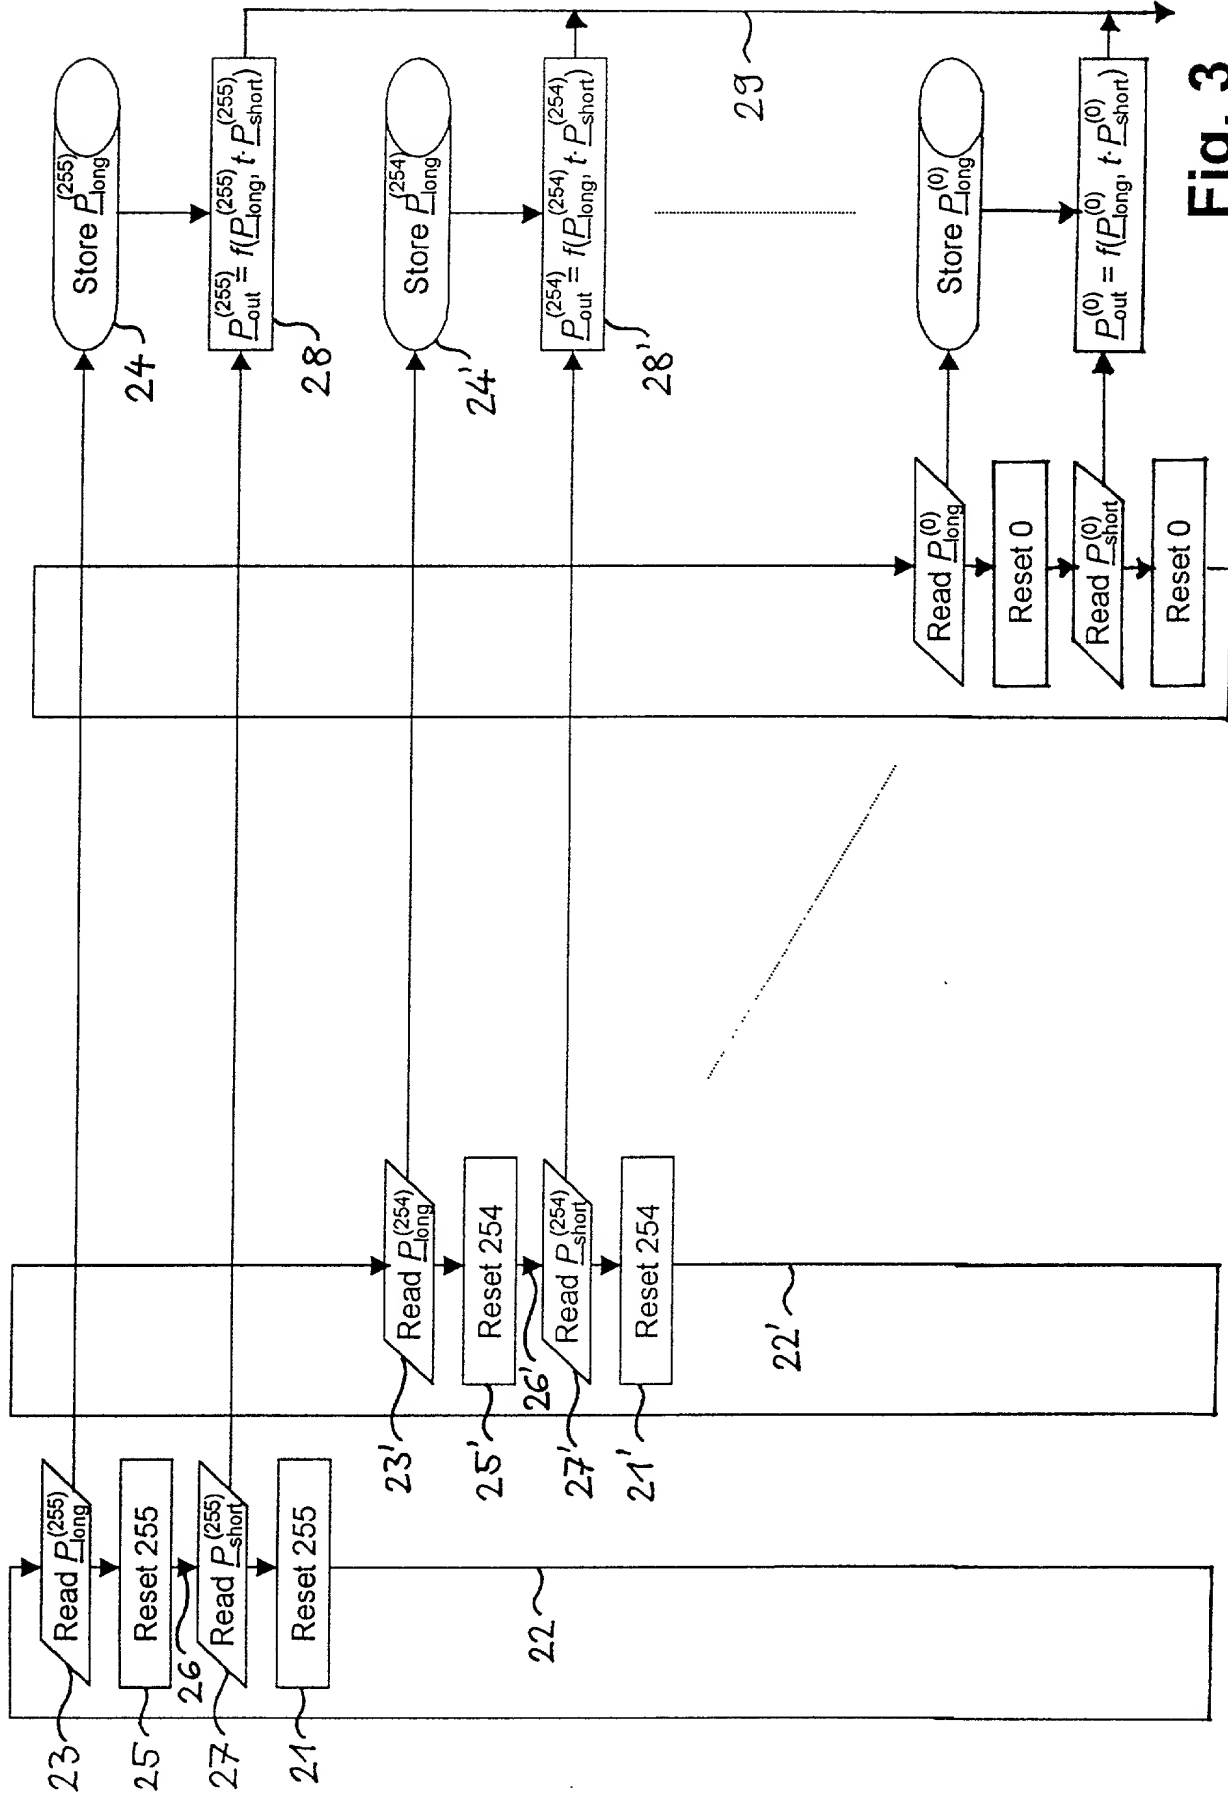 Read P_long^(255)
Reset 255
Read P_short^(255)
Reset 255
23
25
26
27
21
22
Store P_long^(255)
24
P_out^(255) = f(P_long^(255), t· P_short^(255))
28
Read P_long^(254)
Reset 254
Read P_short^(254)
Reset 254
23'
25'
26'
27'
21'
22'
Store P_long^(254)
24'
P_out^(254) = f(P_long^(254), t· P_short^(254))
28'
29
Read P_long^(0)
Reset 0
Read P_short^(0)
Reset 0
Store P_long^(0)
P_out^(0) = f(P_long^(0), t· P_short^(0))
Fig. 3